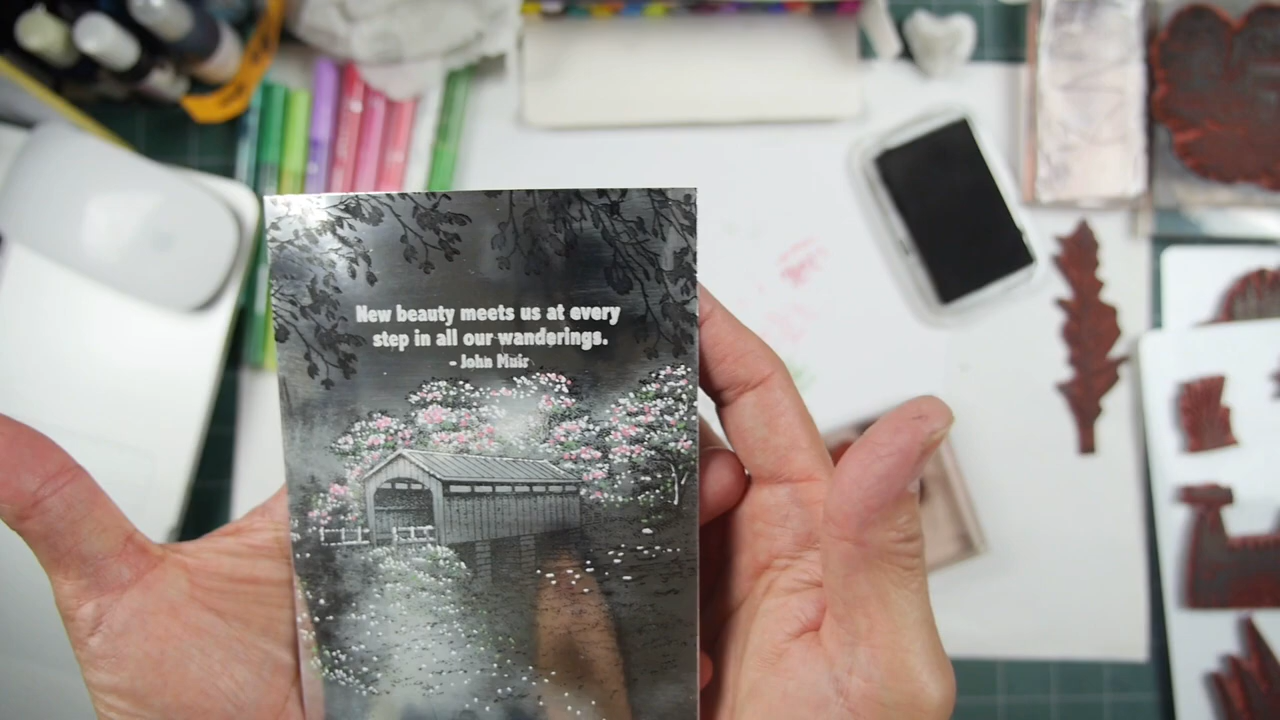 New beauty meets us at every
step in all our wanderings.
- John Muir